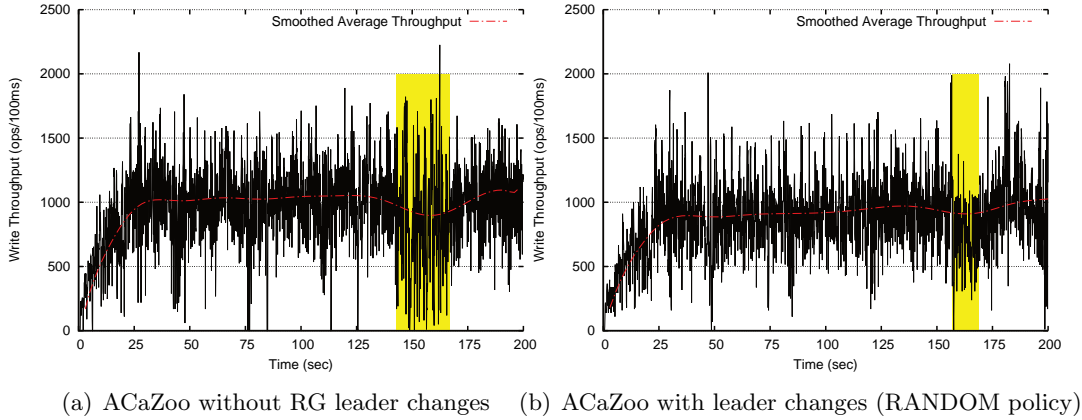 Smoothed Average Throughput
2500
2000
1500
1000
500
0
Write Throughput (ops/100ms)
0 25 50 75 100 125 150 175 200
Time (sec)
(a) ACaZoo without RG leader changes
Smoothed Average Throughput
2500
2000
1500
1000
500
0
Write Throughput (ops/100ms)
0 25 50 75 100 125 150 175 200
Time (sec)
(b) ACaZoo with leader changes (RANDOM policy)